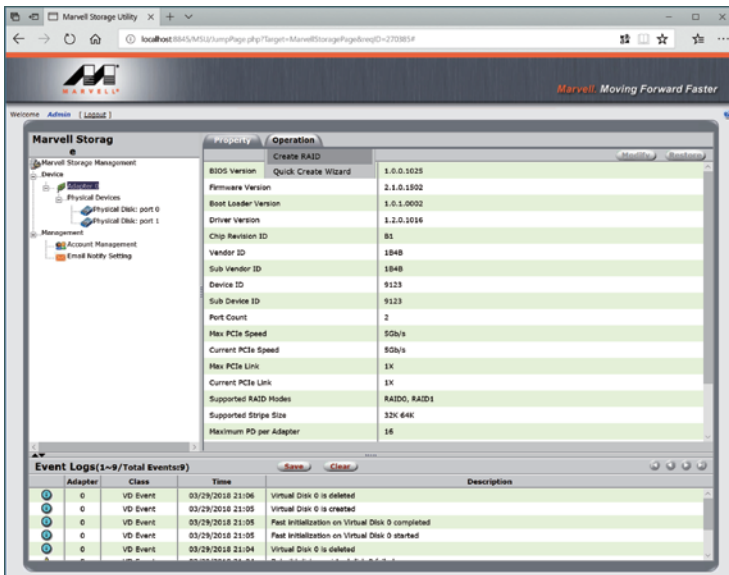 Marvell Storage Utility
localhost:8845/MSU/JumpPage.php?Target=MarvellStoragePage&reqID=270385#
MARVELL
Marvell. Moving Forward Faster
Welcome Admin [ Logout ]
Marvell Storag
e
Marvell Storage Management
Device
Adapter 0
Physical Devices
Physical Disk: port 0
Physical Disk: port 1
Management
Account Management
Email Notify Setting
Property
Operation
Create RAID
Quick Create Wizard
Modify
Restore
BIOS Version 1.0.0.1025
Firmware Version 2.1.0.1502
Boot Loader Version 1.0.1.0002
Driver Version 1.2.0.1016
Chip Revision ID B1
Vendor ID 1B4B
Sub Vendor ID 1B4B
Device ID 9123
Sub Device ID 9123
Port Count 2
Max PCIe Speed 5Gb/s
Current PCIe Speed 5Gb/s
Max PCIe Link 1X
Current PCIe Link 1X
Supported RAID Modes RAID0, RAID1
Supported Stripe Size 32K 64K
Maximum PD per Adapter 16
Event Logs(1~9/Total Events:9) Save Clear
Adapter Class Time Description
0 VD Event 03/29/2018 21:06 Virtual Disk 0 is deleted
0 VD Event 03/29/2018 21:05 Virtual Disk 0 is created
0 VD Event 03/29/2018 21:05 Fast initialization on Virtual Disk 0 completed
0 VD Event 03/29/2018 21:05 Fast initialization on Virtual Disk 0 started
0 VD Event 03/29/2018 21:04 Virtual Disk 0 is deleted